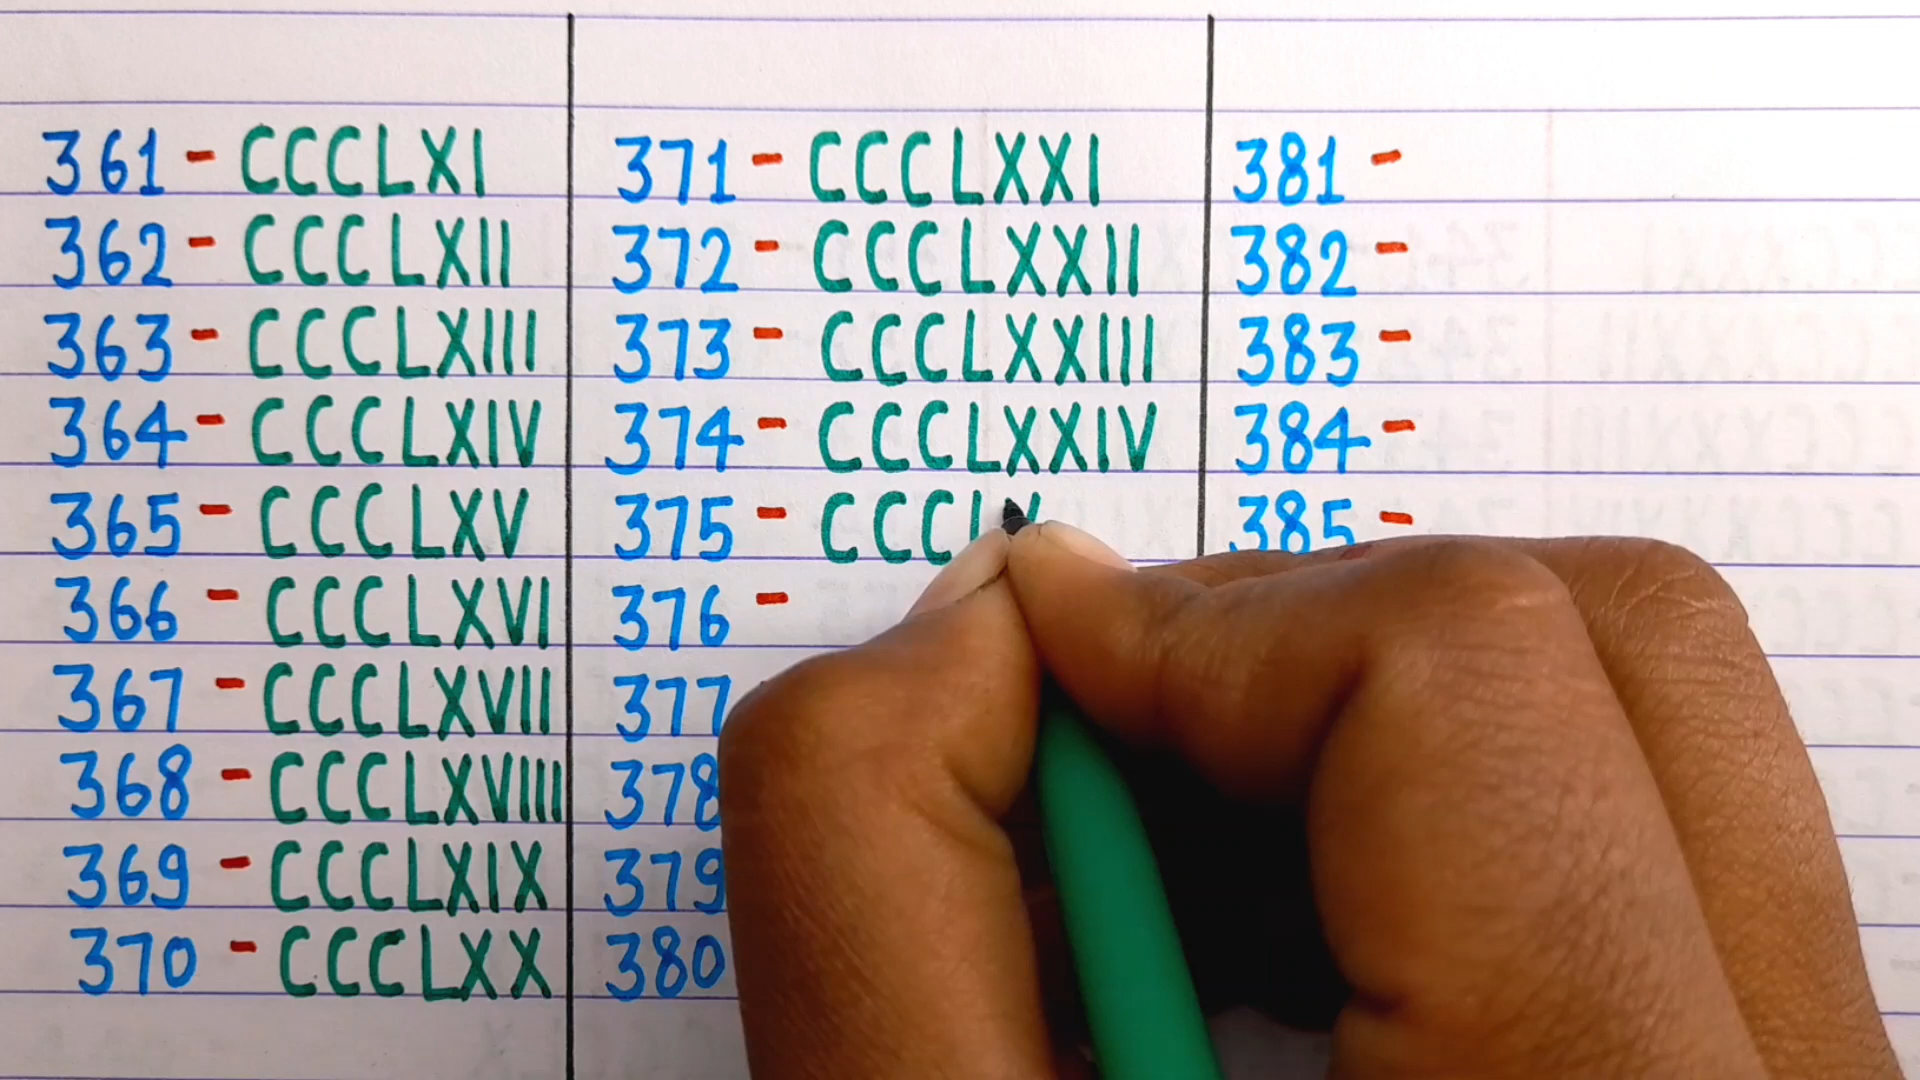 361 - CCCLXI
362 - CCCLXII
363 - CCCLXIII
364 - CCCLXIV
365 - CCCLXV
366 - CCCLXVI
367 - CCCLXVII
368 - CCCLXVIII
369 - CCCLXIX
370 - CCCLXX
371 - CCCLXXI
372 - CCCLXXII
373 - CCCLXXIII
374 - CCCLXXIV
375 - CCCLX
376 -
377
378
379
380
381 -
382 -
383 -
384 -
385 -